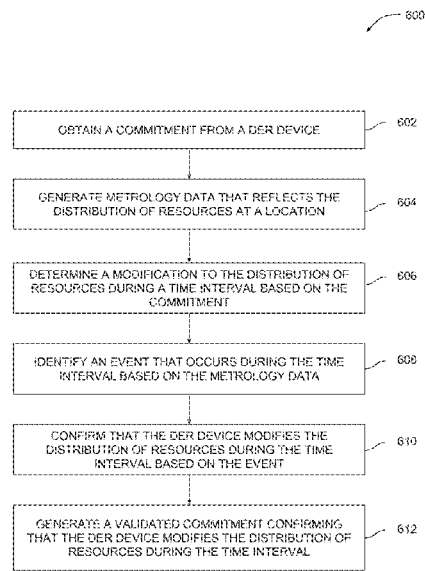 600
OBTAIN A COMMITMENT FROM A DER DEVICE
602
GENERATE METROLOGY DATA THAT REFLECTS THE
DISTRIBUTION OF RESOURCES AT A LOCATION
604
DETERMINE A MODIFICATION TO THE DISTRIBUTION OF
RESOURCES DURING A TIME INTERVAL BASED ON THE
COMMITMENT
606
IDENTIFY AN EVENT THAT OCCURS DURING THE TIME
INTERVAL BASED ON THE METROLOGY DATA
608
CONFIRM THAT THE DER DEVICE MODIFIES THE
DISTRIBUTION OF RESOURCES DURING THE TIME
INTERVAL BASED ON THE EVENT
610
GENERATE A VALIDATED COMMITMENT CONFIRMING
THAT THE DER DEVICE MODIFIES THE DISTRIBUTION OF
RESOURCES DURING THE TIME INTERVAL
612